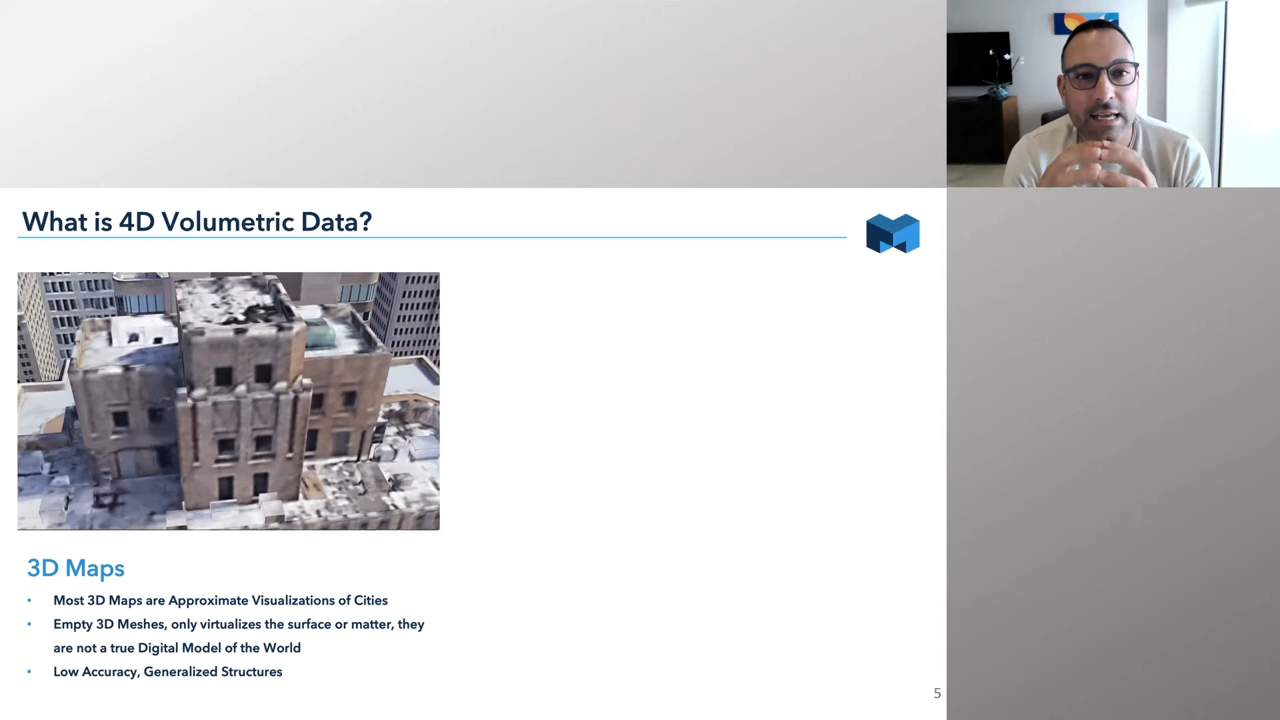 What is 4D Volumetric Data?
3D Maps
• Most 3D Maps are Approximate Visualizations of Cities
• Empty 3D Meshes, only virtualizes the surface or matter, they
are not a true Digital Model of the World
• Low Accuracy, Generalized Structures
5